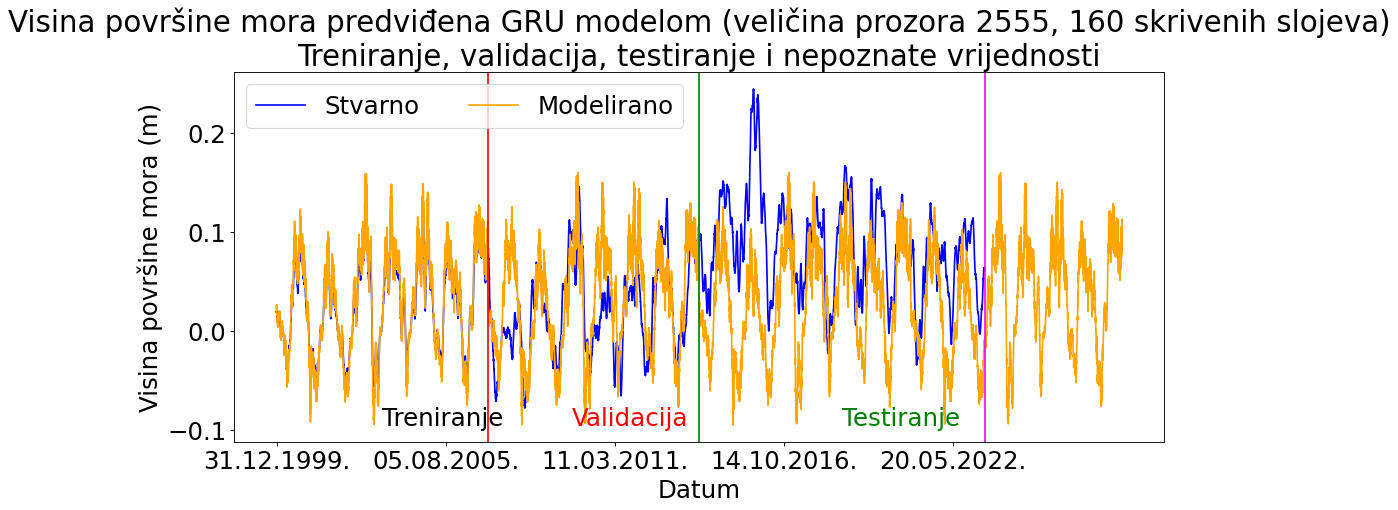 Visina površine mora predviđena GRU modelom (veličina prozora 2555, 160 skrivenih slojeva)
Treniranje, validacija, testiranje i nepoznate vrijednosti
Stvarno
Modelirano
Visina površine mora (m)
0.2
0.1
0.0
−0.1
Treniranje
Validacija
Testiranje
31.12.1999.
05.08.2005.
11.03.2011.
14.10.2016.
20.05.2022.
Datum